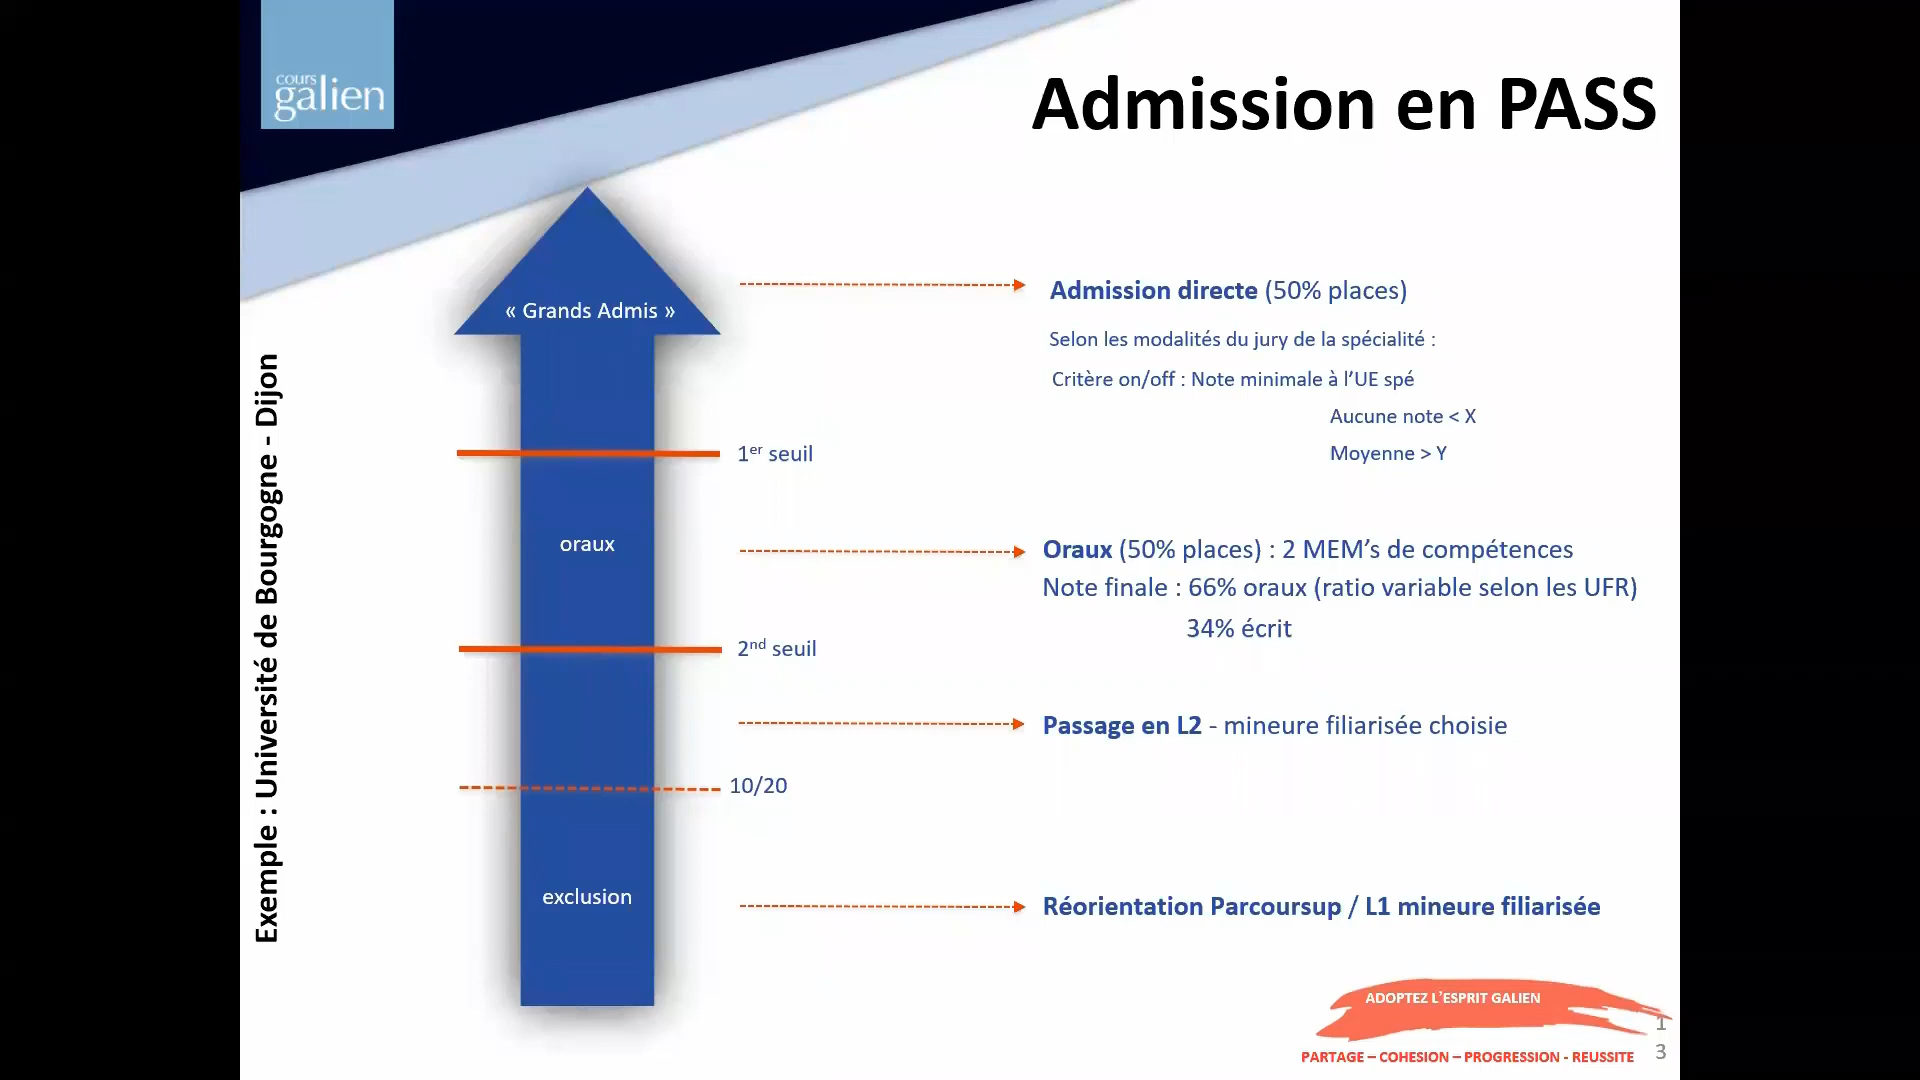 cours
galien
Admission en PASS
Exemple : Université de Bourgogne - Dijon
« Grands Admis »
Admission directe (50% places)
Selon les modalités du jury de la spécialité :
Critère on/off : Note minimale à l’UE spé
Aucune note < X
Moyenne > Y
1er seuil
oraux
Oraux (50% places) : 2 MEM’s de compétences
Note finale : 66% oraux (ratio variable selon les UFR)
34% écrit
2nd seuil
Passage en L2 - mineure filiarisée choisie
10/20
exclusion
Réorientation Parcoursup / L1 mineure filiarisée
ADOPTEZ L’ESPRIT GALIEN
PARTAGE – COHESION – PROGRESSION - REUSSITE
1
3